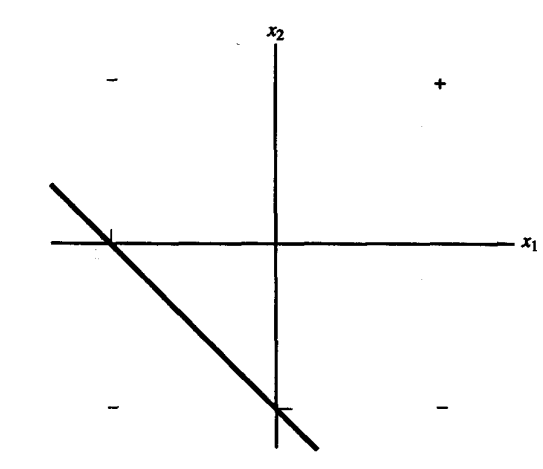 x₂
− +
x₁
− −